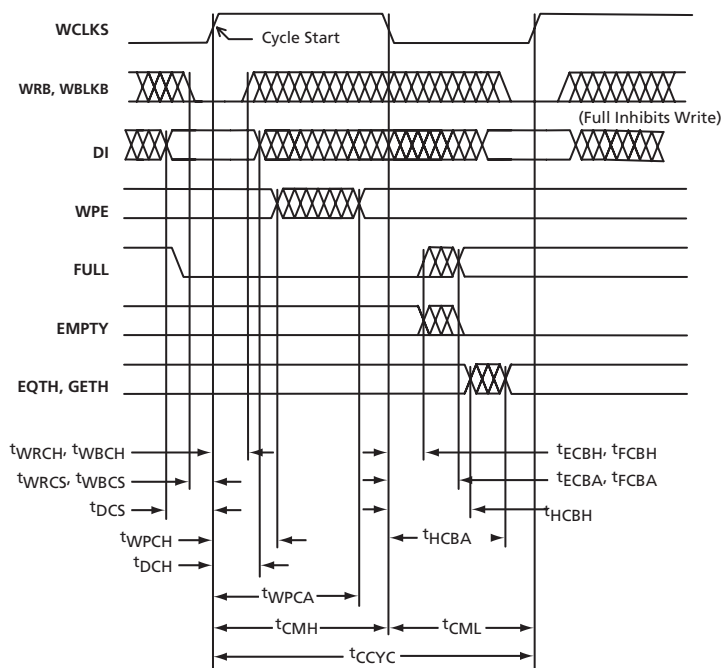 WCLKS
Cycle Start
WRB, WBLKB
(Full Inhibits Write)
DI
WPE
FULL
EMPTY
EQTH, GETH
tWRCH, tWBCH
tECBH, tFCBH
tWRCS, tWBCS
tECBA, tFCBA
tDCS
tHCBH
tWPCH
tHCBA
tDCH
tWPCA
tCMH
tCML
tCCYC